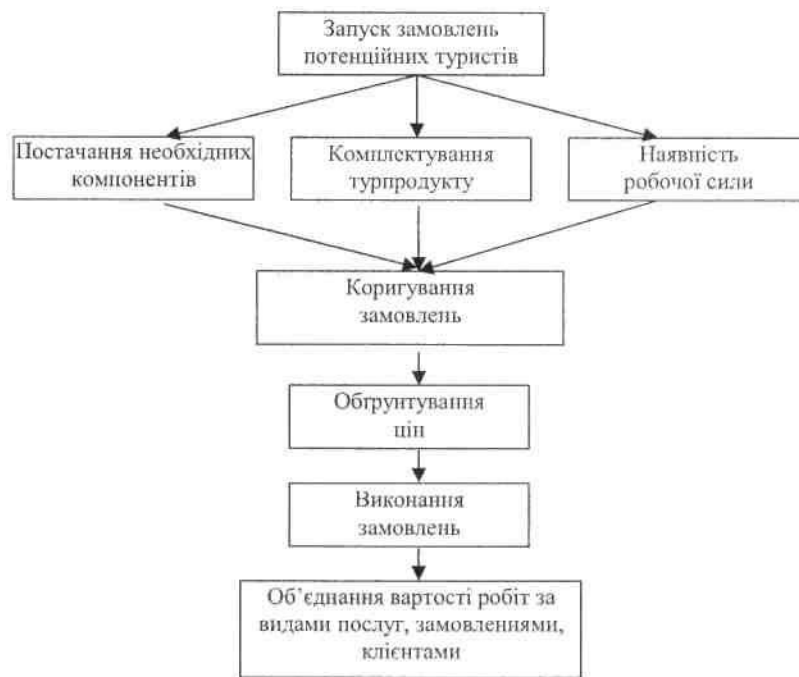 Запуск замовлень
потенційних туристів
Постачання необхідних
компонентів
Комплектування
турпродукту
Наявність
робочої сили
Коригування
замовлень
Обґрунтування
цін
Виконання
замовлень
Об’єднання вартості робіт за
видами послуг, замовленнями,
клієнтами